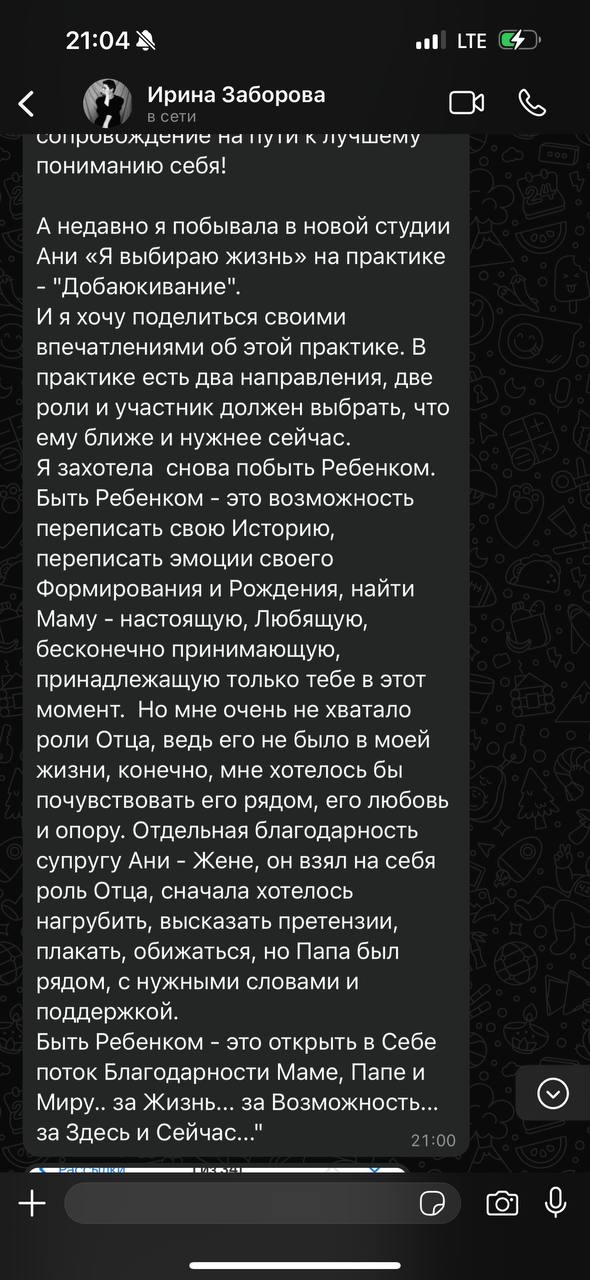 21:04
LTE
Ирина Заборова
в сети
сопровождение на пути к лучшему
пониманию себя!
А недавно я побывала в новой студии
Ани «Я выбираю жизнь» на практике
- "Добаюкивание".
И я хочу поделиться своими
впечатлениями об этой практике. В
практике есть два направления, две
роли и участник должен выбрать, что
ему ближе и нужнее сейчас.
Я захотела  снова побыть Ребенком.
Быть Ребенком - это возможность
переписать свою Историю,
переписать эмоции своего
Формирования и Рождения, найти
Маму - настоящую, Любящую,
бесконечно принимающую,
принадлежащую только тебе в этот
момент.  Но мне очень не хватало
роли Отца, ведь его не было в моей
жизни, конечно, мне хотелось бы
почувствовать его рядом, его любовь
и опору. Отдельная благодарность
супругу Ани - Жене, он взял на себя
роль Отца, сначала хотелось
нагрубить, высказать претензии,
плакать, обижаться, но Папа был
рядом, с нужными словами и
поддержкой.
Быть Ребенком - это открыть в Себе
поток Благодарности Маме, Папе и
Миру.. за Жизнь... за Возможность...
за Здесь и Сейчас..."
21:00
Рассылки